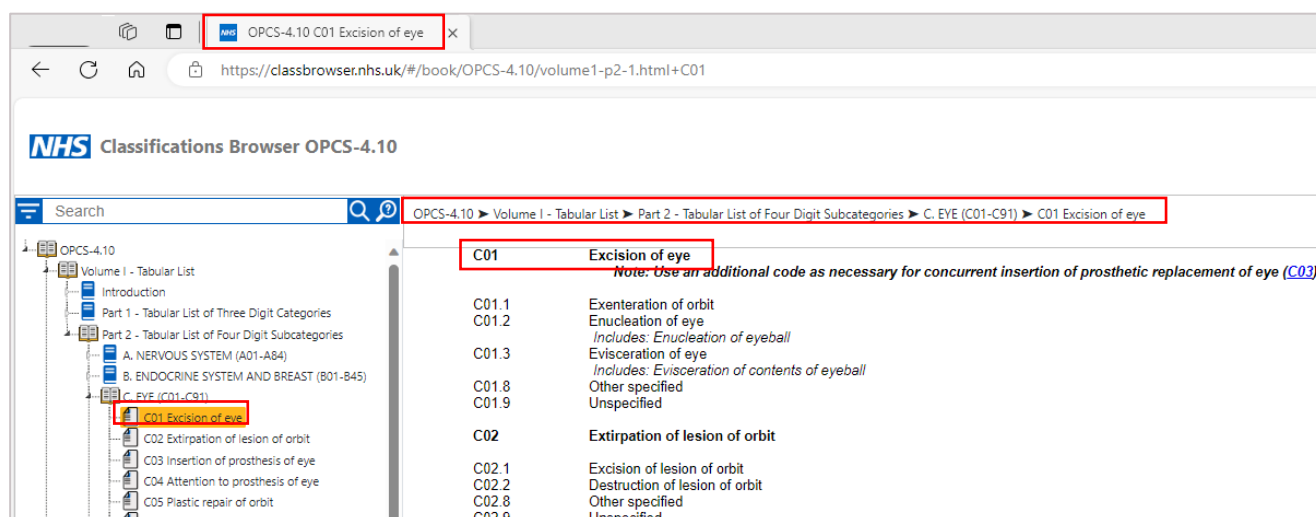 NHS OPCS-4.10 C01 Excision of eye
https://classbrowser.nhs.uk/#/book/OPCS-4.10/volume1-p2-1.html+C01
NHS Classifications Browser OPCS-4.10
Search
OPCS-4.10 ➤ Volume I - Tabular List ➤ Part 2 - Tabular List of Four Digit Subcategories ➤ C. EYE (C01-C91) ➤ C01 Excision of eye
OPCS-4.10
Volume I - Tabular List
Introduction
Part 1 - Tabular List of Three Digit Categories
Part 2 - Tabular List of Four Digit Subcategories
A. NERVOUS SYSTEM (A01-A84)
B. ENDOCRINE SYSTEM AND BREAST (B01-B45)
C. EYE (C01-C91)
C01 Excision of eye
C02 Extirpation of lesion of orbit
C03 Insertion of prosthesis of eye
C04 Attention to prosthesis of eye
C05 Plastic repair of orbit
C01 Excision of eye
Note: Use an additional code as necessary for concurrent insertion of prosthetic replacement of eye (C03)
C01.1 Exenteration of orbit
C01.2 Enucleation of eye
Includes: Enucleation of eyeball
C01.3 Evisceration of eye
Includes: Evisceration of contents of eyeball
C01.8 Other specified
C01.9 Unspecified
C02 Extirpation of lesion of orbit
C02.1 Excision of lesion of orbit
C02.2 Destruction of lesion of orbit
C02.8 Other specified
C02.9 Unspecified